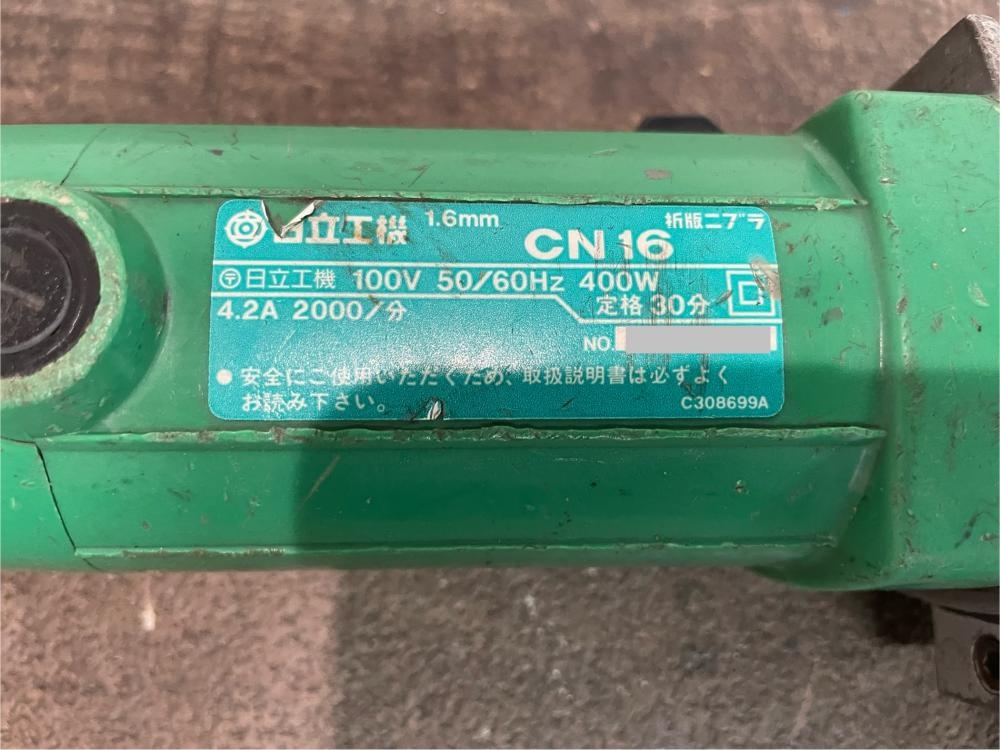 日立工機 1.6mm 折版ニブラ
CN16
〒日立工機 100V 50/60Hz 400W
4.2A 2000/分 定格30分
NO.
●安全にご使用いただくため、取扱説明書は必ずよく
お読み下さい。
C308699A